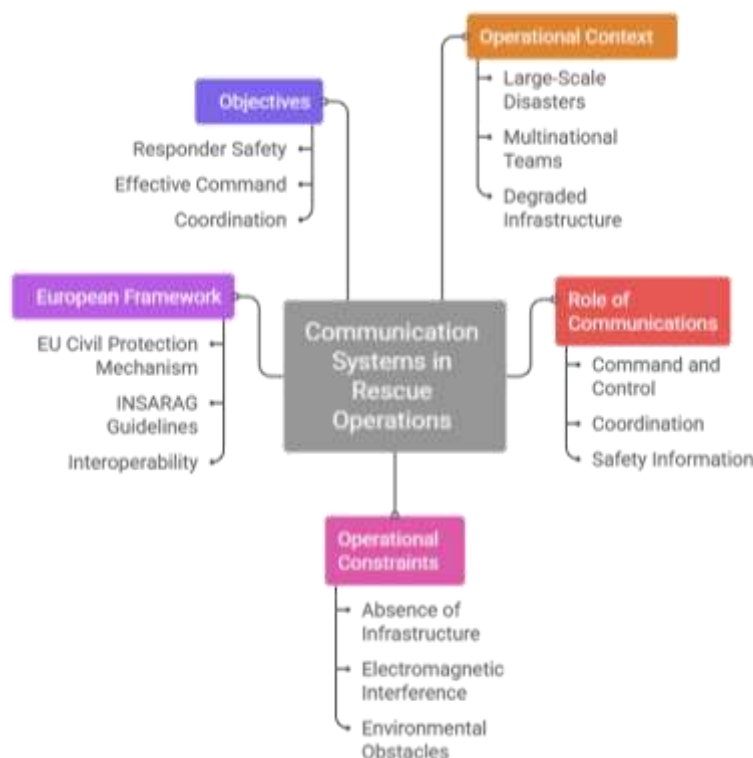 Operational Context
Large-Scale
Disasters
Multinational
Teams
Degraded
Infrastructure
Objectives
Responder Safety
Effective Command
Coordination
European Framework
EU Civil Protection
Mechanism
INSARAG
Guidelines
Interoperability
Communication
Systems in
Rescue
Operations
Role of
Communications
Command and
Control
Coordination
Safety Information
Operational
Constraints
Absence of
Infrastructure
Electromagnetic
Interference
Environmental
Obstacles